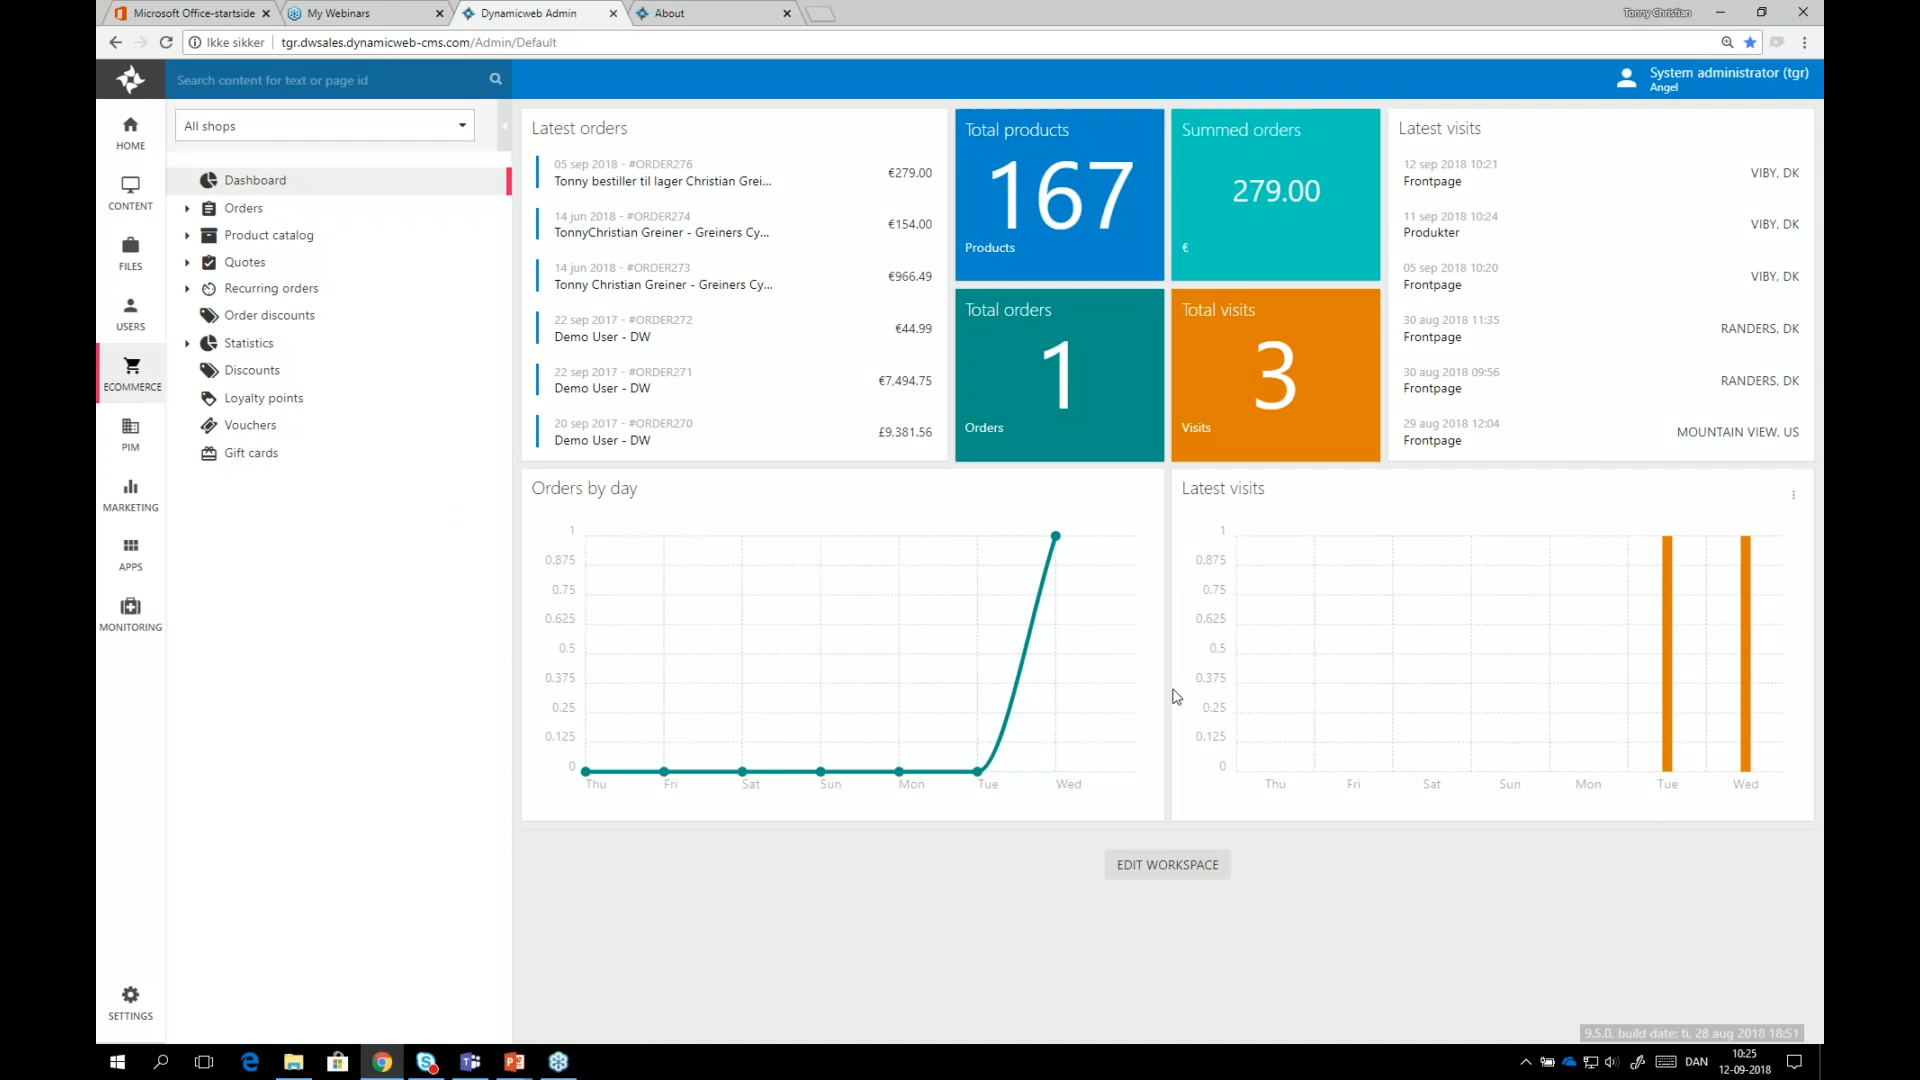 Microsoft Office-startside
My Webinars
Dynamicweb Admin
About
Tonny Christian
Ikke sikker
tgr.dwsales.dynamicweb-cms.com/Admin/Default
Search content for text or page id
System administrator (tgr)
Angel
HOME
CONTENT
FILES
USERS
ECOMMERCE
PIM
MARKETING
APPS
MONITORING
SETTINGS
All shops
Dashboard
Orders
Product catalog
Quotes
Recurring orders
Order discounts
Statistics
Discounts
Loyalty points
Vouchers
Gift cards
Latest orders
05 sep 2018 - #ORDER276
Tonny bestiller til lager Christian Grei...
€279.00
14 jun 2018 - #ORDER274
TonnyChristian Greiner - Greiners Cy...
€154.00
14 jun 2018 - #ORDER273
Tonny Christian Greiner - Greiners Cy...
€966.49
22 sep 2017 - #ORDER272
Demo User - DW
€44.99
22 sep 2017 - #ORDER271
Demo User - DW
€7,494.75
20 sep 2017 - #ORDER270
Demo User - DW
£9,381.56
Total products
167
Products
Summed orders
279.00
€
Total orders
1
Orders
Total visits
3
Visits
Latest visits
12 sep 2018 10:21
Frontpage
VIBY, DK
11 sep 2018 10:24
Produkter
VIBY, DK
05 sep 2018 10:20
Frontpage
VIBY, DK
30 aug 2018 11:35
Frontpage
RANDERS, DK
30 aug 2018 09:56
Frontpage
RANDERS, DK
29 aug 2018 12:04
Frontpage
MOUNTAIN VIEW, US
Orders by day
1
0.875
0.75
0.625
0.5
0.375
0.25
0.125
0
Thu Fri Sat Sun Mon Tue Wed
Latest visits
1
0.875
0.75
0.625
0.5
0.375
0.25
0.125
0
Thu Fri Sat Sun Mon Tue Wed
EDIT WORKSPACE
9.5.0, build date: ti, 28 aug 2018 18:51
DAN
10:25
12-09-2018